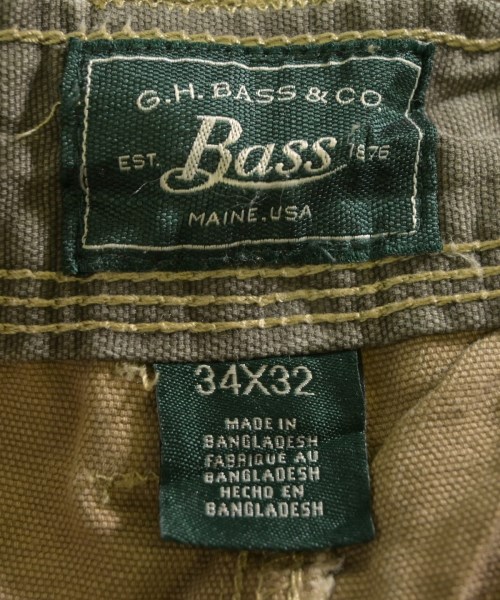 G.H. BASS & CO
EST. Bass 1876
MAINE. USA
34X32
MADE IN
BANGLADESH
FABRIQUE AU
BANGLADESH
HECHO EN
BANGLADESH